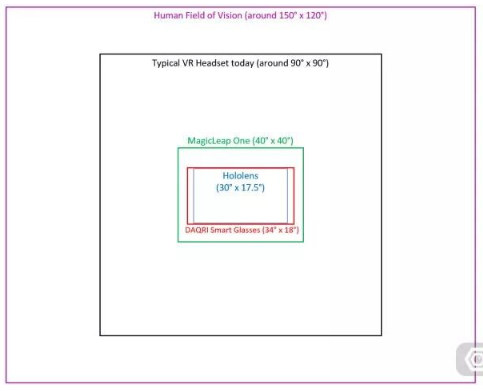 Human Field of Vision (around 150° x 120°)
Typical VR Headset today (around 90° x 90°)
MagicLeap One (40° x 40°)
Hololens
(30° x 17.5°)
DAQRI Smart Glasses (34° x 18°)